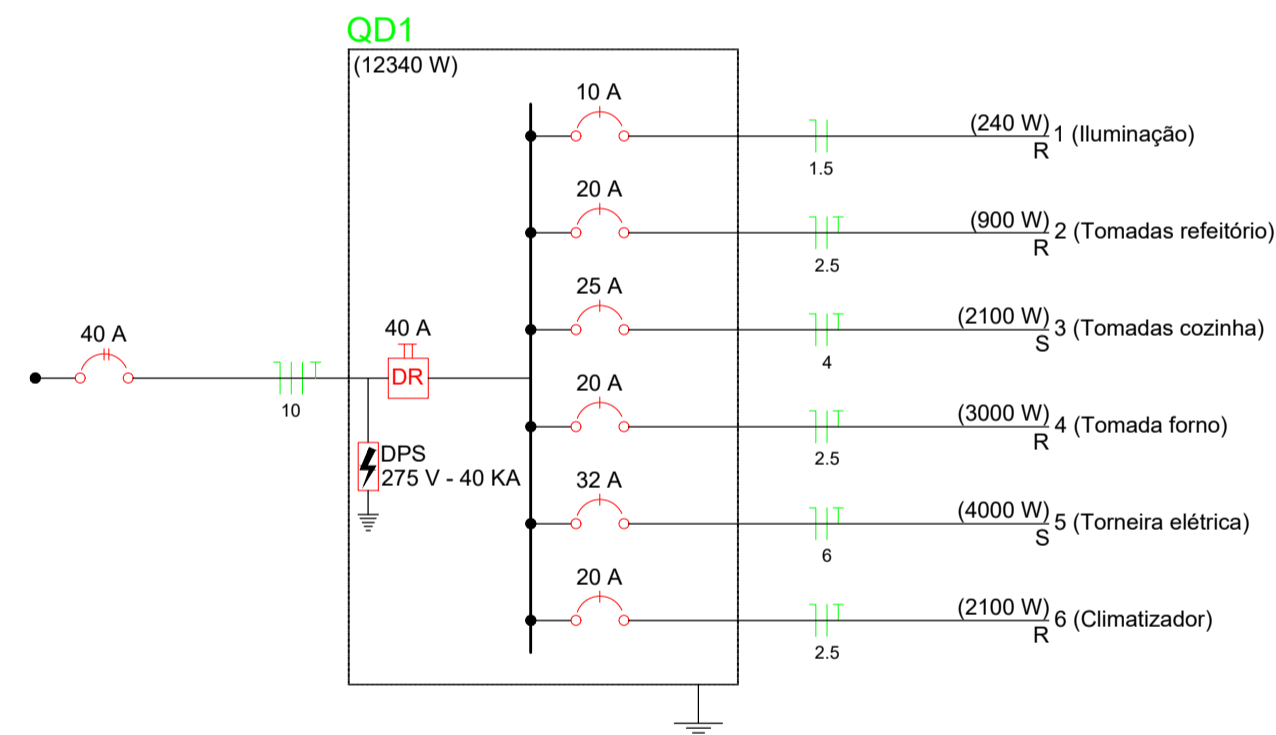 QD1
(12340 W)
10 A
(240 W)
1 (Iluminação)
R
1.5
20 A
(900 W)
2 (Tomadas refeitório)
R
2.5
25 A
(2100 W)
3 (Tomadas cozinha)
S
4
40 A
10
40 A
DR
DPS
275 V - 40 KA
20 A
(3000 W)
4 (Tomada forno)
R
2.5
32 A
(4000 W)
5 (Torneira elétrica)
S
6
20 A
(2100 W)
6 (Climatizador)
R
2.5